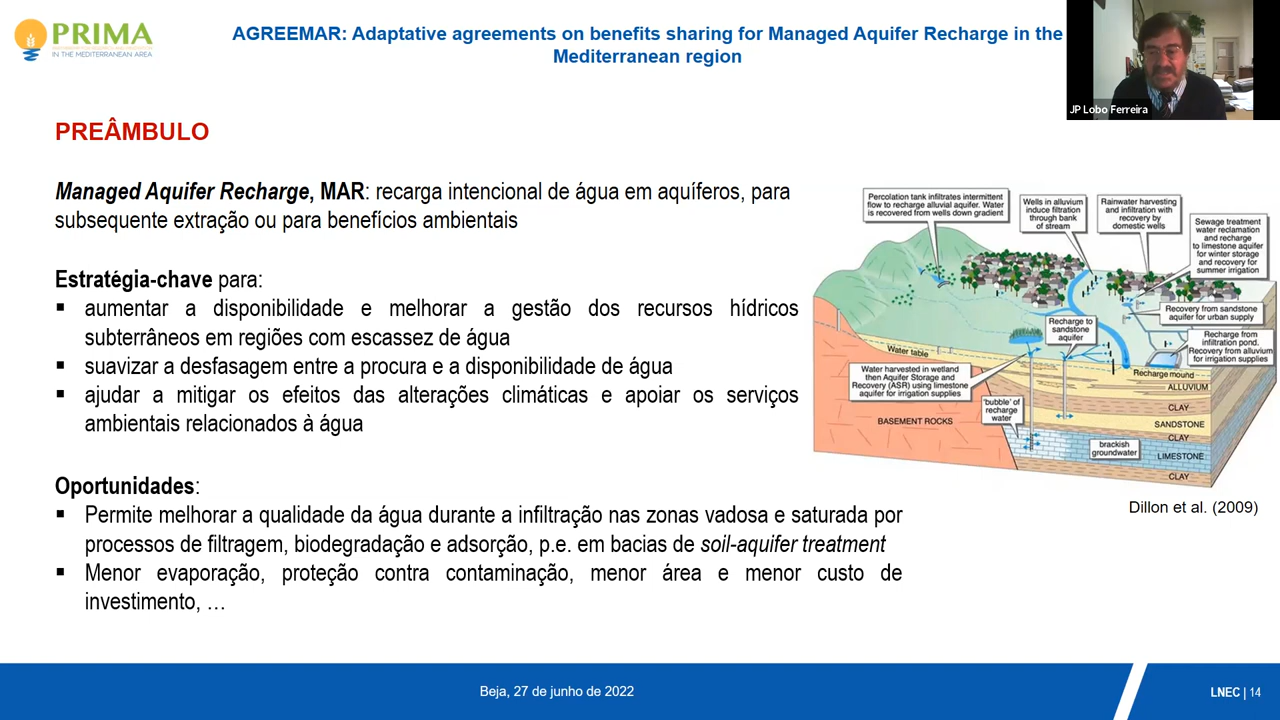 PRIMA
IN THE MEDITERRANEAN AREA
AGREEMAR: Adaptative agreements on benefits sharing for Managed Aquifer Recharge in the
Mediterranean region
JP Lobo Ferreira
PREÂMBULO
Managed Aquifer Recharge, MAR: recarga intencional de água em aquíferos, para
subsequente extração ou para benefícios ambientais
Estratégia-chave para:
▪ aumentar a disponibilidade e melhorar a gestão dos recursos hídricos
subterrâneos em regiões com escassez de água
▪ suavizar a desfasagem entre a procura e a disponibilidade de água
▪ ajudar a mitigar os efeitos das alterações climáticas e apoiar os serviços
ambientais relacionados à água
Oportunidades:
▪ Permite melhorar a qualidade da água durante a infiltração nas zonas vadosa e saturada por
processos de filtragem, biodegradação e adsorção, p.e. em bacias de soil-aquifer treatment
▪ Menor evaporação, proteção contra contaminação, menor área e menor custo de
investimento, …
Percolation tank infiltrates intermittent
flow to recharge alluvial aquifer. Water
is recovered from wells down gradient
Wells in alluvium
induce filtration
through bank
of stream
Rainwater harvesting
and infiltration with
recovery by
domestic wells
Sewage treatment
water reclamation
and recharge
to limestone aquifer
for winter storage
and recovery for
summer irrigation
Recovery from sandstone
aquifer for urban supply
Recharge to
sandstone
aquifer
Recharge from
infiltration pond.
Recovery from alluvium
for irrigation supplies
Water table
Water harvested in wetland
then Aquifer Storage and
Recovery (ASR) using limestone
aquifer for irrigation supplies
Recharge mound
ALLUVIUM
'bubble' of
recharge
water
CLAY
BASEMENT ROCKS
SANDSTONE
CLAY
brackish
groundwater
LIMESTONE
CLAY
Dillon et al. (2009)
Beja, 27 de junho de 2022
LNEC | 14